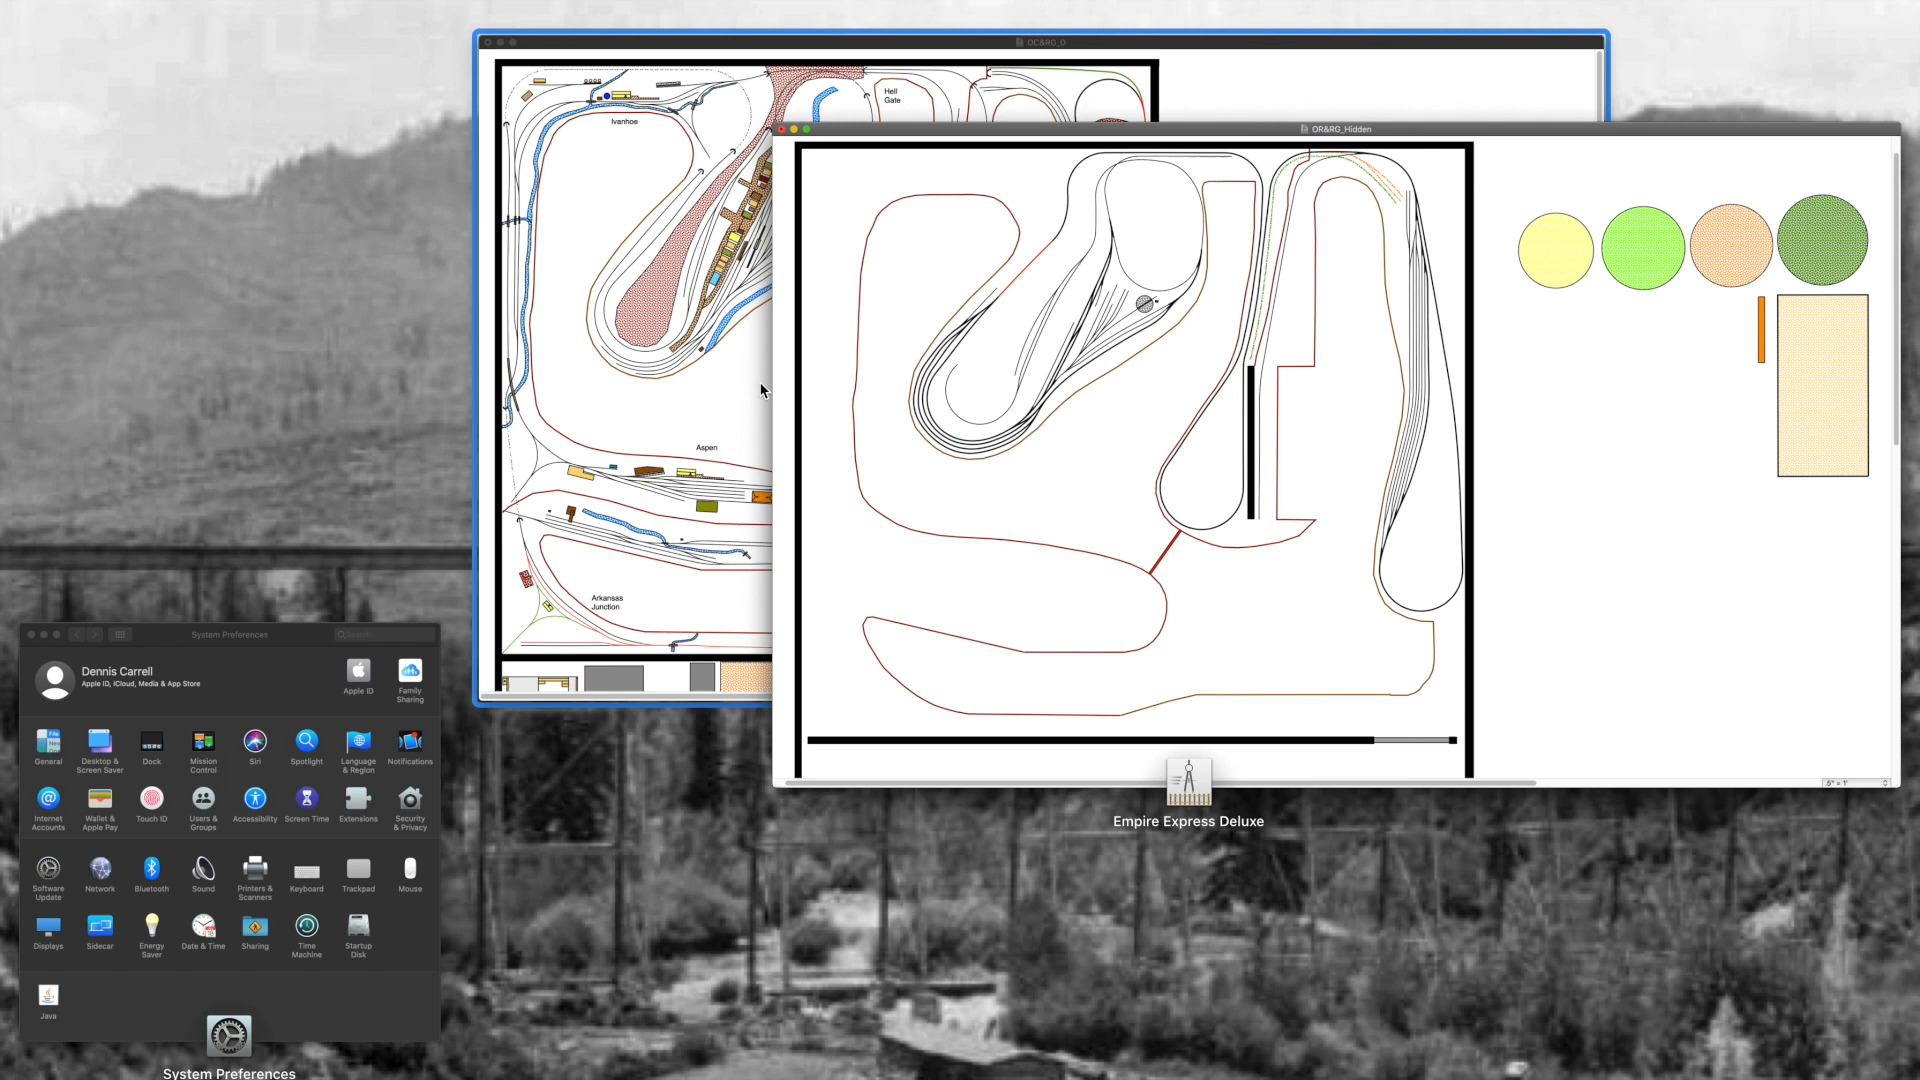 OC&RG_D
Hell
Gate
Ivanhoe
OR&RG_Hidden
Aspen
Arkansas
Junction
System Preferences
Search
Dennis Carrell
Apple ID, iCloud, Media & App Store
Apple ID
Family
Sharing
General
Desktop &
Screen Saver
Dock
Mission
Control
Siri
Spotlight
Language
& Region
Notifications
Internet
Accounts
Wallet &
Apple Pay
Touch ID
Users &
Groups
Accessibility
Screen Time
Extensions
Security
& Privacy
Software
Update
Network
Bluetooth
Sound
Printers &
Scanners
Keyboard
Trackpad
Mouse
Displays
Sidecar
Energy
Saver
Date & Time
Sharing
Time
Machine
Startup
Disk
Java
System Preferences
.5" = 1'
Empire Express Deluxe